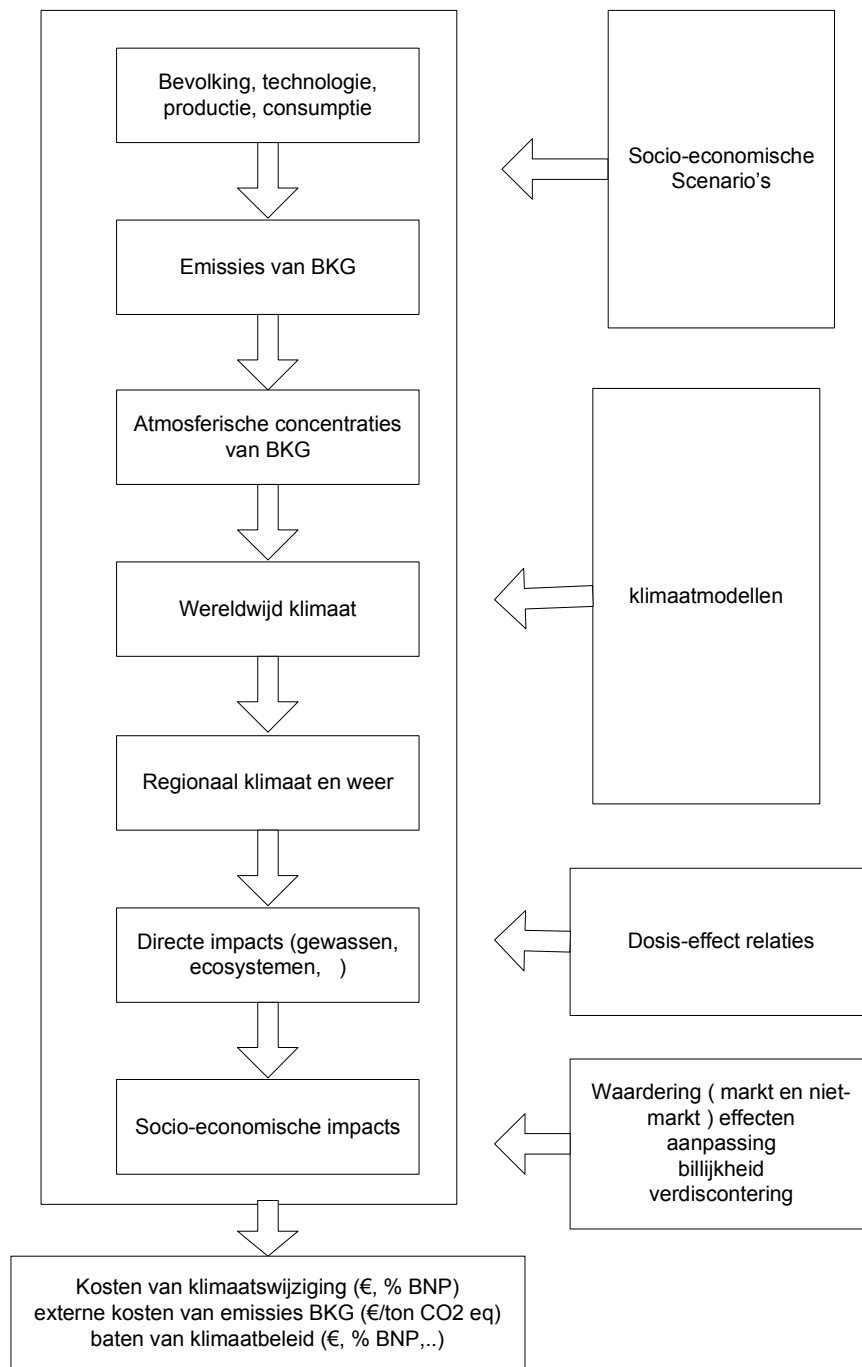 Bevolking, technologie,
productie, consumptie
Socio-economische
Scenario's
Emissies van BKG
Atmosferische concentraties
van BKG
Wereldwijd klimaat
klimaatmodellen
Regionaal klimaat en weer
Directe impacts (gewassen,
ecosystemen, )
Dosis-effect relaties
Socio-economische impacts
Waardering ( markt en niet-
markt ) effecten
aanpassing
billijkheid
verdiscontering
Kosten van klimaatswijziging (€, % BNP)
externe kosten van emissies BKG (€/ton CO2 eq)
baten van klimaatbeleid (€, % BNP,..)